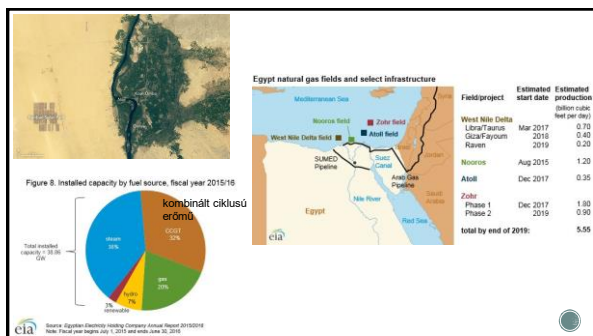 Egypt natural gas fields and select infrastructure
Mediterranean Sea
Zohr field
Nooros field
Atoll field
West Nile Delta field
SUMED
Pipeline
Suez
Canal
Arab Gas
Pipeline
Jordan
Saudi
Arabia
Egypt
Nile River
Red Sea
eia
Field/project Estimated start date Estimated production
(billion cubic
feet per day)
West Nile Delta
Libra/Taurus Mar 2017 0.70
Giza/Fayoum 2018 0.40
Raven 2019 0.20
Nooros Aug 2015 1.20
Atoll Dec 2017 0.35
Zohr
Phase 1 Dec 2017 1.80
Phase 2 2019 0.90
total by end of 2019: 5.55
Figure 8. Installed capacity by fuel source, fiscal year 2015/16
kombinált ciklusú
erőmű
Total installed
capacity = 38.86
GW
steam
38%
CCGT
32%
gas
20%
hydro
7%
3%
renewable
eia
Source: Egyptian Electricity Holding Company Annual Report 2015/2016
Note: Fiscal year begins July 1, 2015 and ends June 30, 2016